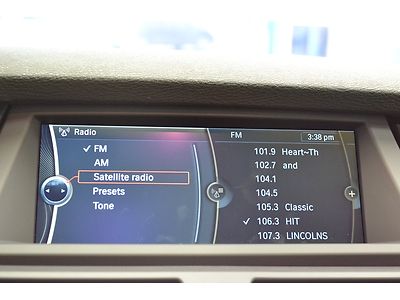 Radio
FM
3:38 pm
FM
AM
Satellite radio
Presets
Tone
101.9 Heart~Th
102.7 and
104.1
104.5
105.3 Classic
106.3 HIT
107.3 LINCOLNS